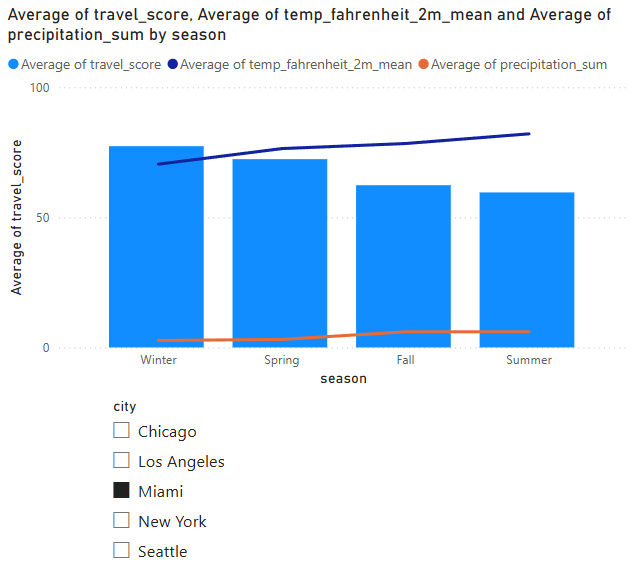 Average of travel_score, Average of temp_fahrenheit_2m_mean and Average of
precipitation_sum by season
Average of travel_score Average of temp_fahrenheit_2m_mean Average of precipitation_sum
100
50
0
Average of travel_score
Winter Spring Fall Summer
season
city
Chicago
Los Angeles
Miami
New York
Seattle